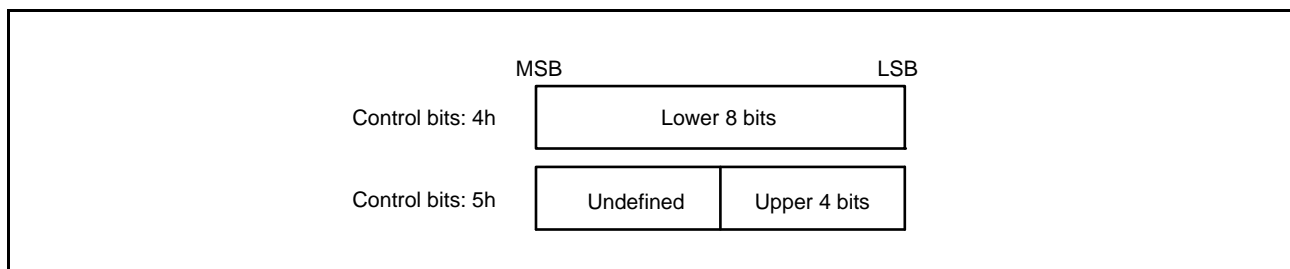 MSB LSB
Control bits: 4h Lower 8 bits
Control bits: 5h Undefined Upper 4 bits